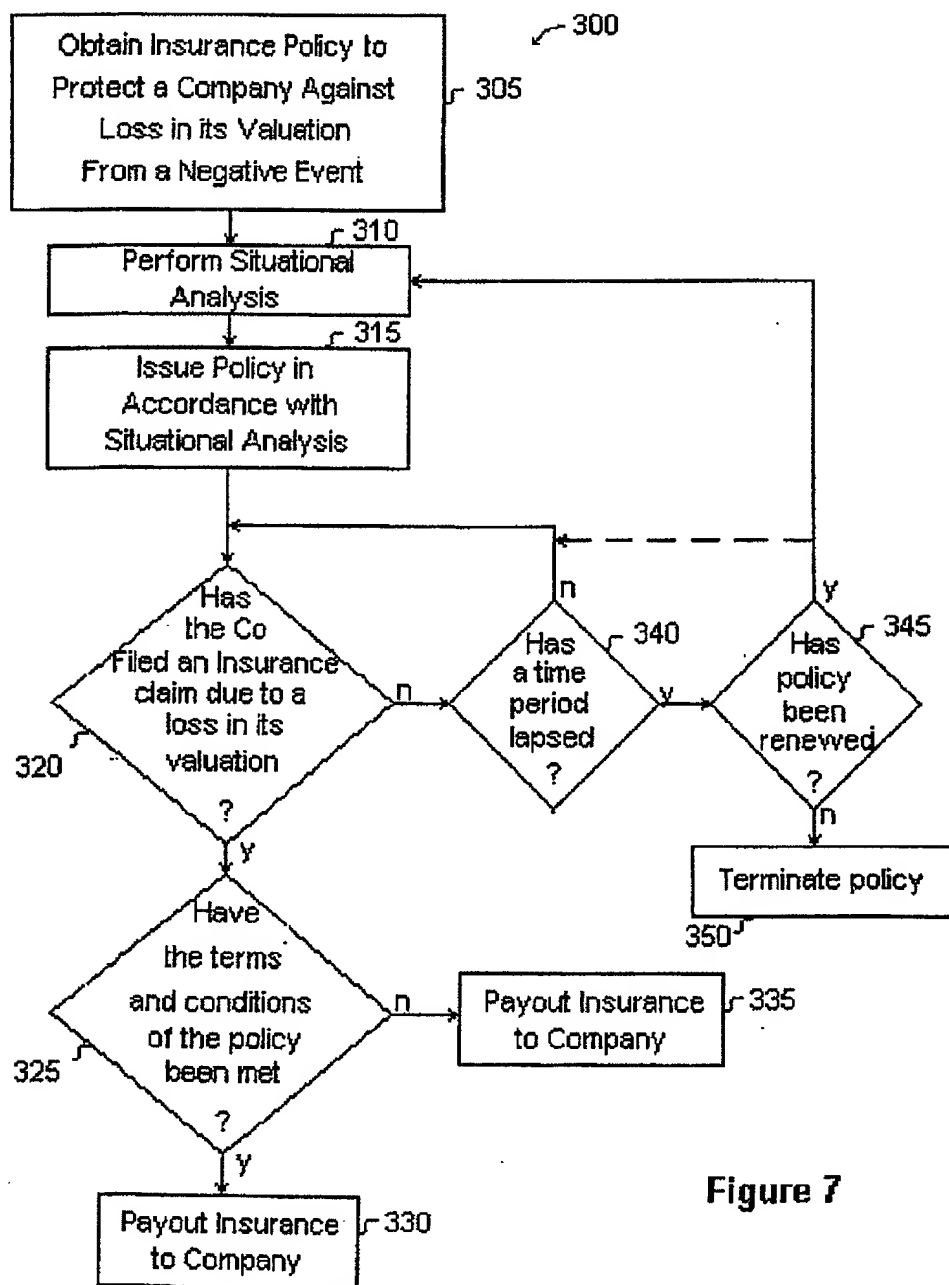 300
Obtain Insurance Policy to
Protect a Company Against
Loss in its Valuation
From a Negative Event
305
310
Perform Situational
Analysis
315
Issue Policy in
Accordance with
Situational Analysis
Has
the Co
Filed an Insurance
claim due to a
loss in its
valuation
?
320
n
y
Has
a time
period
lapsed
?
340
n
y
Has
policy
been
renewed
?
345
y
n
Terminate policy
350
Have
the terms
and conditions
of the policy
been met
?
325
n
y
Payout Insurance
to Company
335
Payout Insurance
to Company
330
Figure 7